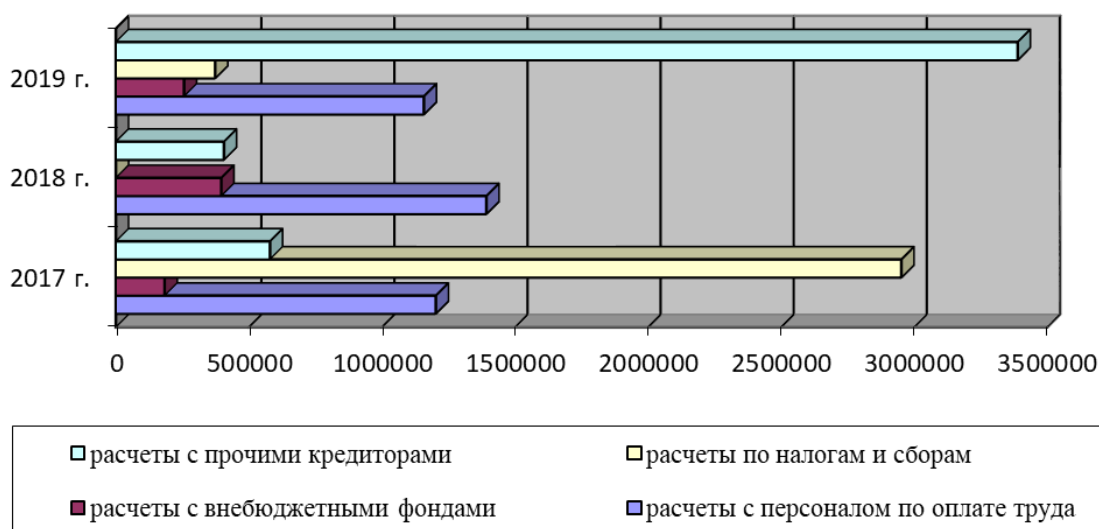 2019 г.
2018 г.
2017 г.
0 500000 1000000 1500000 2000000 2500000 3000000 3500000
расчеты с прочими кредиторами расчеты по налогам и сборам
расчеты с внебюджетными фондами расчеты с персоналом по оплате труда